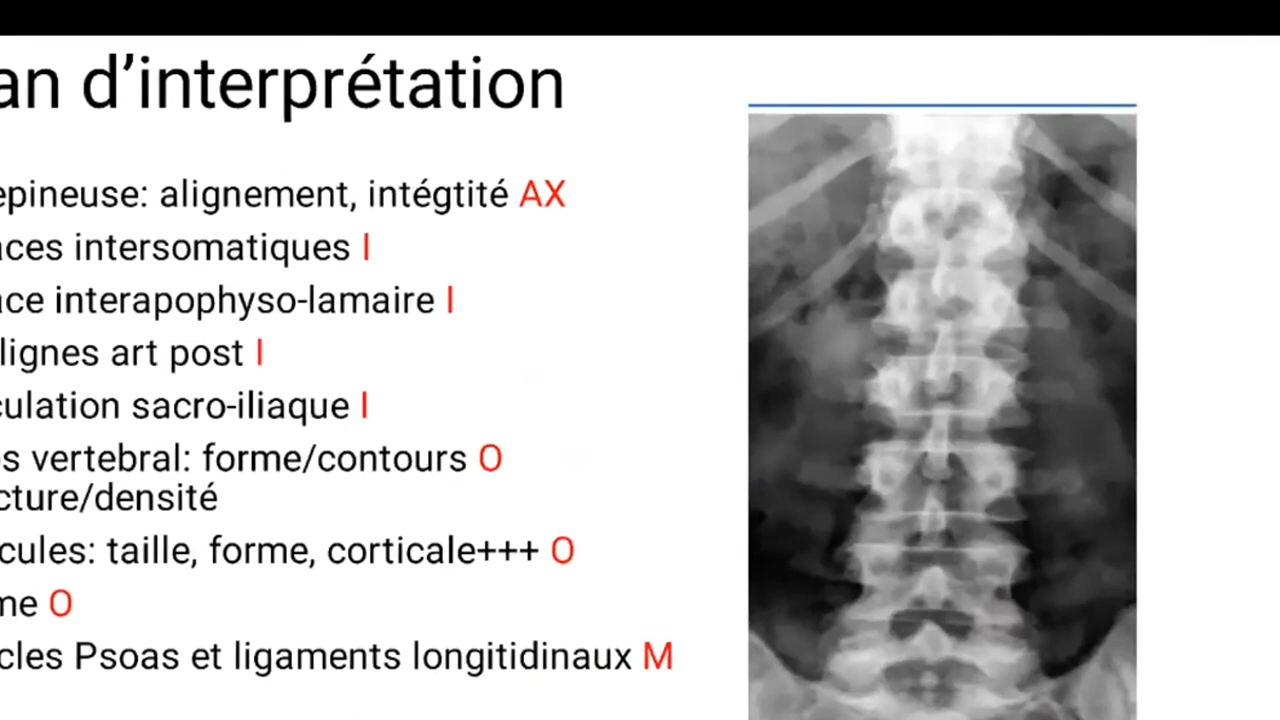 an d’interprétation
epineuse: alignement, intégtité AX
aces intersomatiques I
ace interapophyso-lamaire I
lignes art post I
culation sacro-iliaque I
s vertebral: forme/contours O
cture/densité
cules: taille, forme, corticale+++ O
me O
cles Psoas et ligaments longitidinaux M